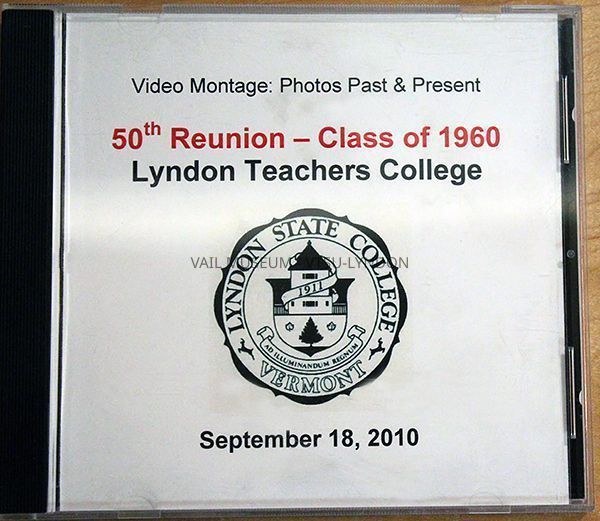 Video Montage: Photos Past & Present
50th Reunion – Class of 1960
Lyndon Teachers College
LYNDON STATE COLLEGE
1911
AD ILLUMINANDUM REGNUM
VERMONT
September 18, 2010